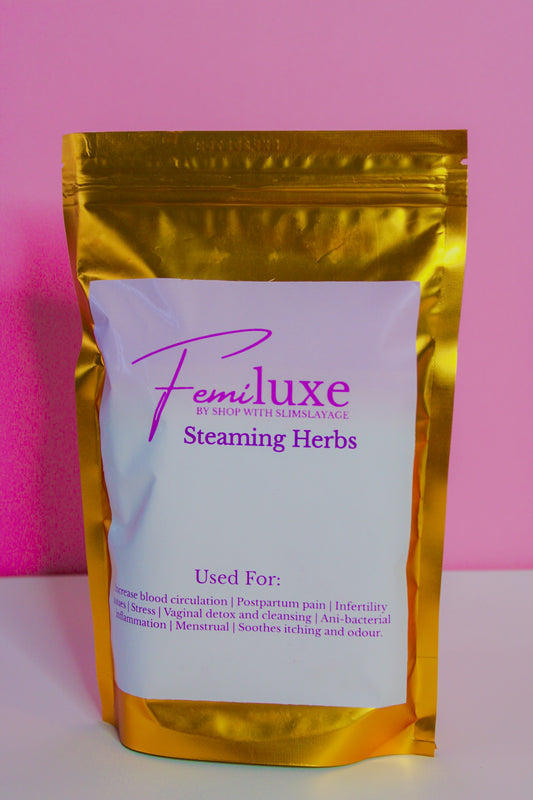 Femiluxe
BY SHOP WITH SLIMSLAYAGE
Steaming Herbs
Used For:
Increase blood circulation | Postpartum pain | Infertility
issues | Stress | Vaginal detox and cleansing | Ani-bacterial
inflammation | Menstrual | Soothes itching and odour.